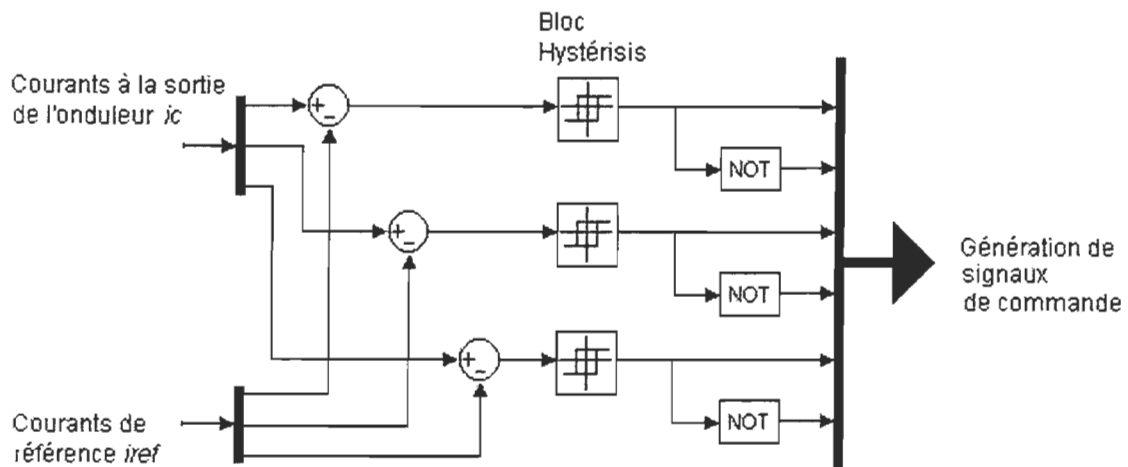 Bloc
Hystérisis
Courants à la sortie
de l'onduleur ic
+
-
NOT
+
-
Génération de
signaux
de commande
NOT
+
-
Courants de
référence iref
NOT